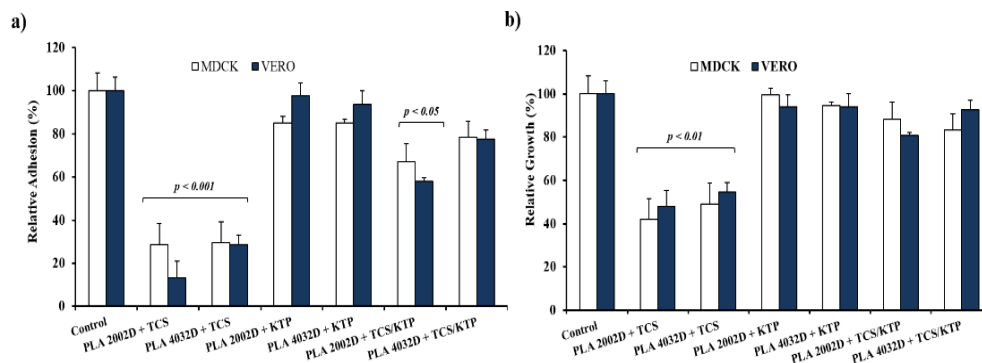 a)
Relative Adhesion (%)
120
100
80
60
40
20
0
MDCK VERO
p < 0.001
p < 0.05
Control
PLA 2002D + TCS
PLA 4032D + TCS
PLA 2002D + KTP
PLA 4032D + KTP
PLA 2002D + TCS/KTP
PLA 4032D + TCS/KTP
b)
Relative Growth (%)
120
100
80
60
40
20
0
MDCK VERO
p < 0.01
Control
PLA 2002D + TCS
PLA 4032D + TCS
PLA 2002D + KTP
PLA 4032D + KTP
PLA 2002D + TCS/KTP
PLA 4032D + TCS/KTP